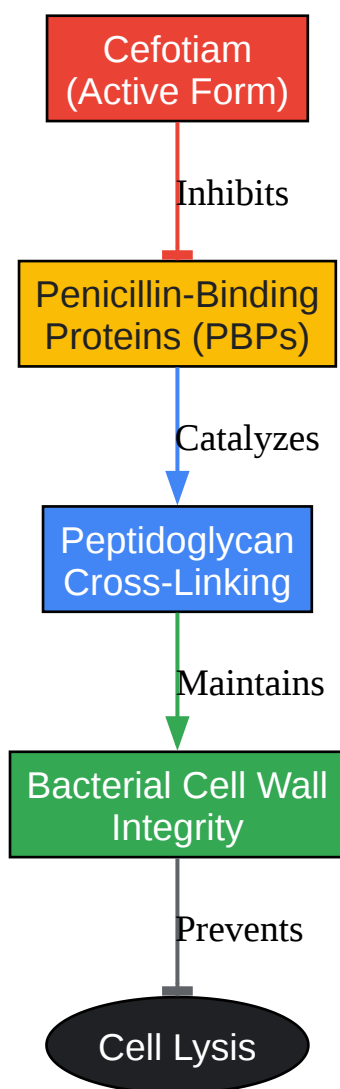 Cefotiam
(Active Form)
Inhibits
Penicillin-Binding
Proteins (PBPs)
Catalyzes
Peptidoglycan
Cross-Linking
Maintains
Bacterial Cell Wall
Integrity
Prevents
Cell Lysis